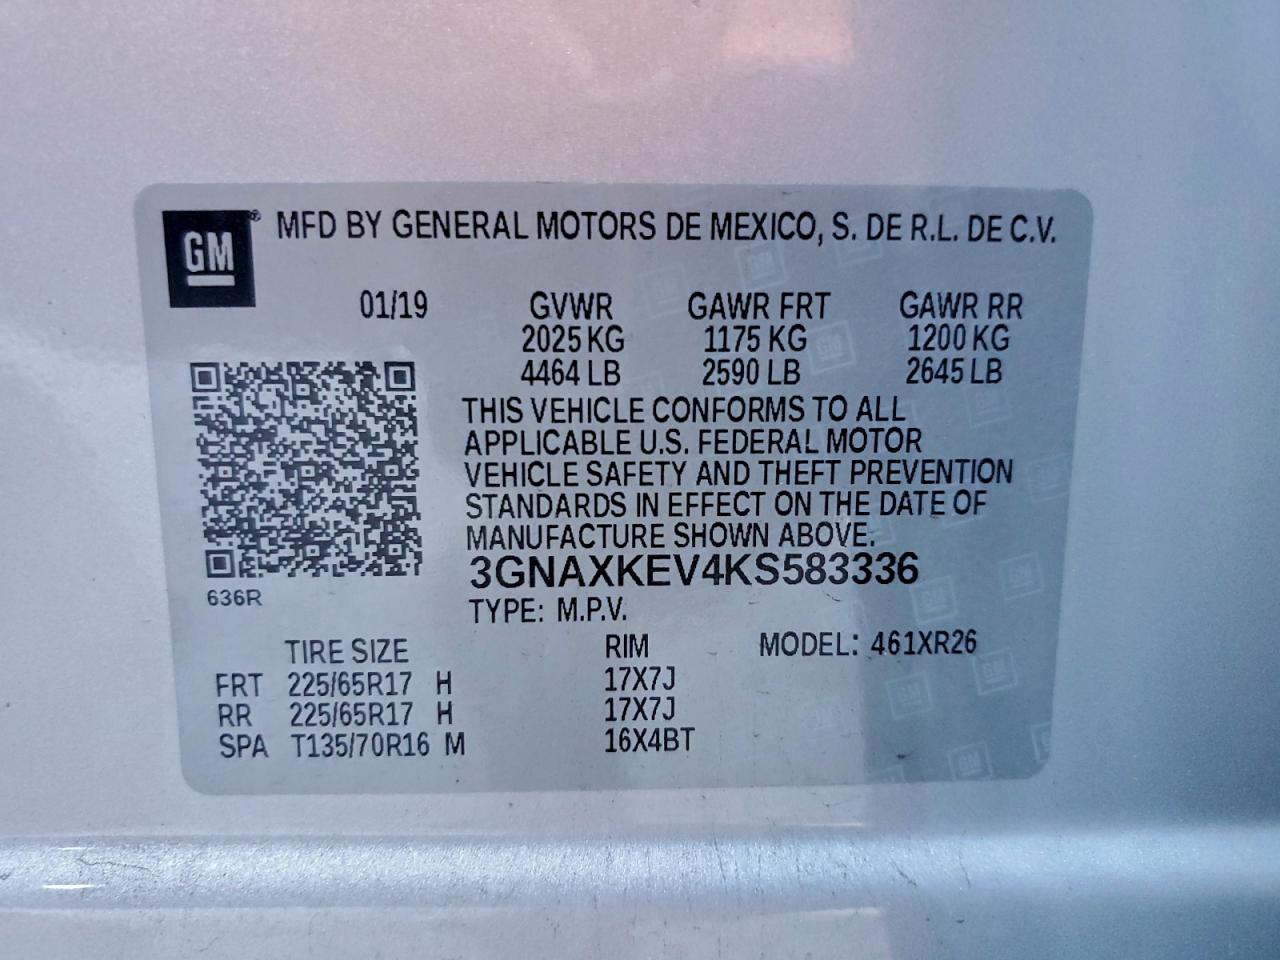 GM ® MFD BY GENERAL MOTORS DE MEXICO, S. DE R.L. DE C.V.
01/19 GVWR GAWR FRT GAWR RR
2025 KG 1175 KG 1200 KG
4464 LB 2590 LB 2645 LB
THIS VEHICLE CONFORMS TO ALL
APPLICABLE U.S. FEDERAL MOTOR
VEHICLE SAFETY AND THEFT PREVENTION
STANDARDS IN EFFECT ON THE DATE OF
MANUFACTURE SHOWN ABOVE.
3GNAXKEV4KS583336
636R
TYPE: M.P.V.
TIRE SIZE RIM MODEL: 461XR26
FRT 225/65R17 H 17X7J
RR 225/65R17 H 17X7J
SPA T135/70R16 M 16X4BT